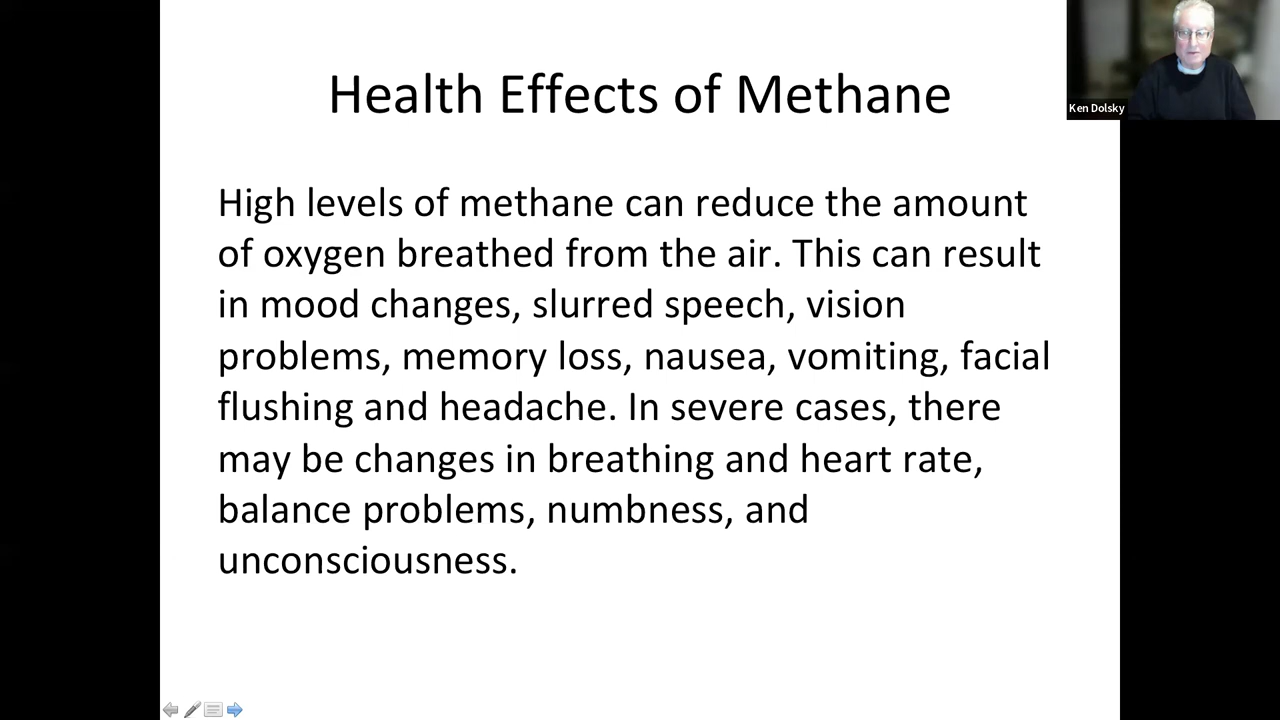 Health Effects of Methane
Ken Dolsky
High levels of methane can reduce the amount
of oxygen breathed from the air. This can result
in mood changes, slurred speech, vision
problems, memory loss, nausea, vomiting, facial
flushing and headache. In severe cases, there
may be changes in breathing and heart rate,
balance problems, numbness, and
unconsciousness.